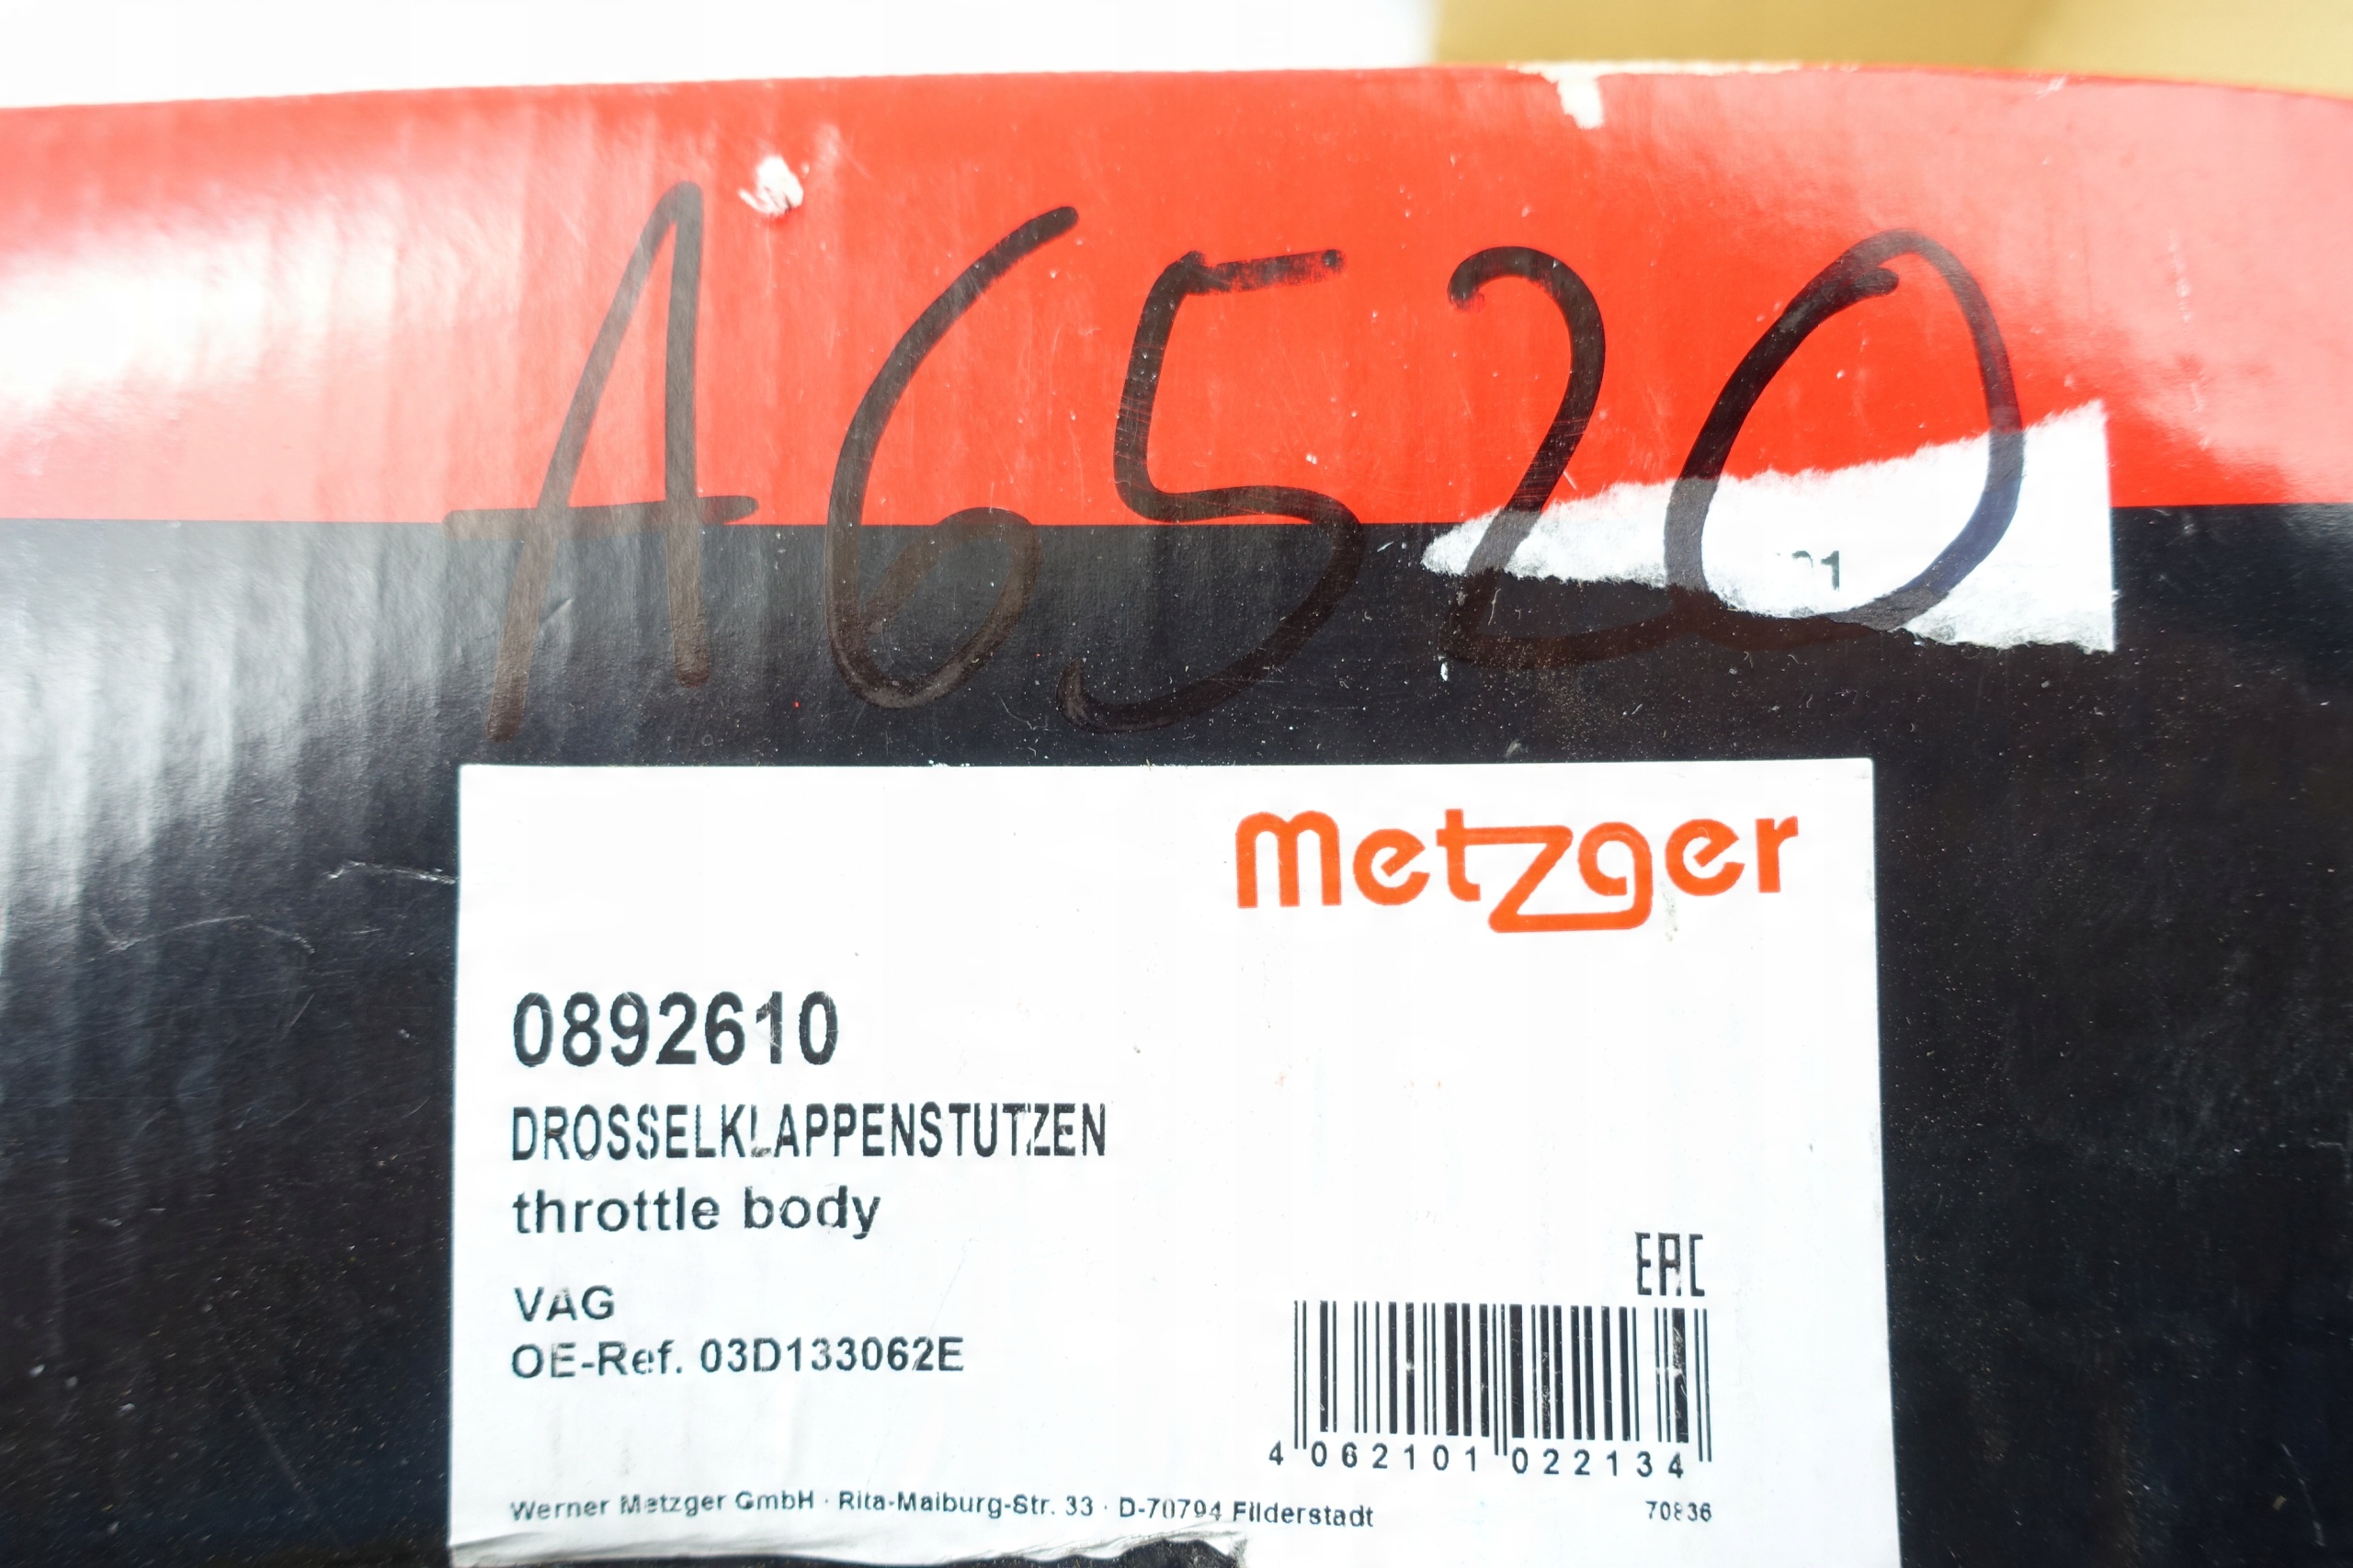 A6520
01
metzger
0892610
DROSSELKLAPPENSTUTZEN
throttle body
VAG
OE-Ref. 03D133062E
EAC
4 062101 022134
Werner Metzger GmbH · Rita-Maiburg-Str. 33 · D-70794 Filderstadt
70836